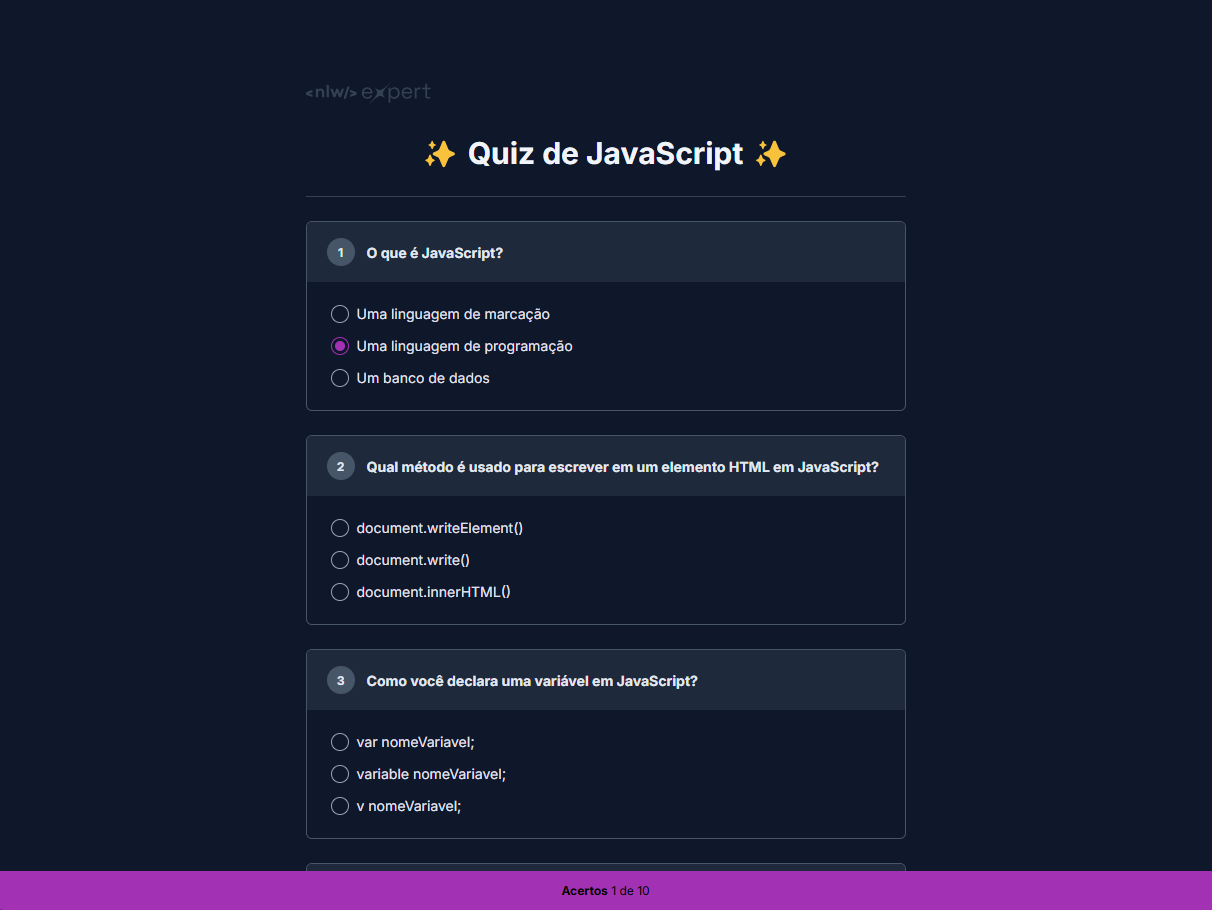 <nlw/> expert
✨ Quiz de JavaScript ✨
1 O que é JavaScript?
Uma linguagem de marcação
Uma linguagem de programação
Um banco de dados
2 Qual método é usado para escrever em um elemento HTML em JavaScript?
document.writeElement()
document.write()
document.innerHTML()
3 Como você declara uma variável em JavaScript?
var nomeVariavel;
variable nomeVariavel;
v nomeVariavel;
Acertos 1 de 10